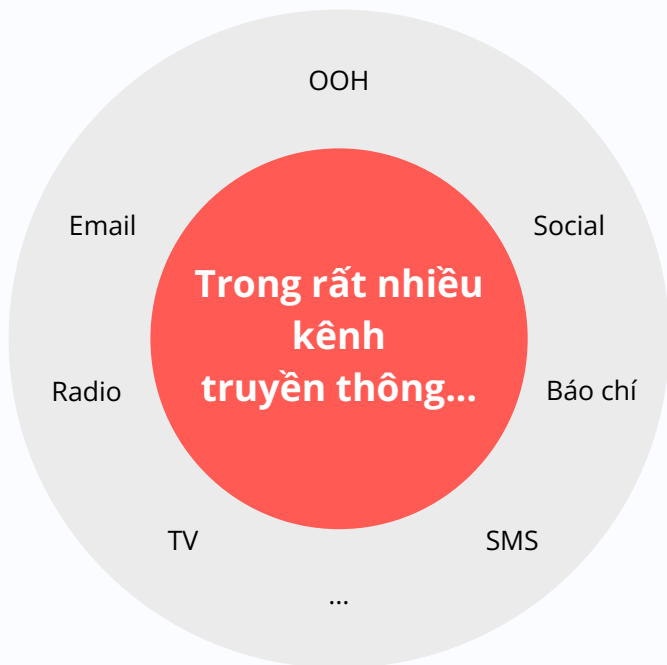 OOH
Email
Social
Trong rất nhiều
kênh
truyền thông...
Radio
Báo chí
TV
SMS
...